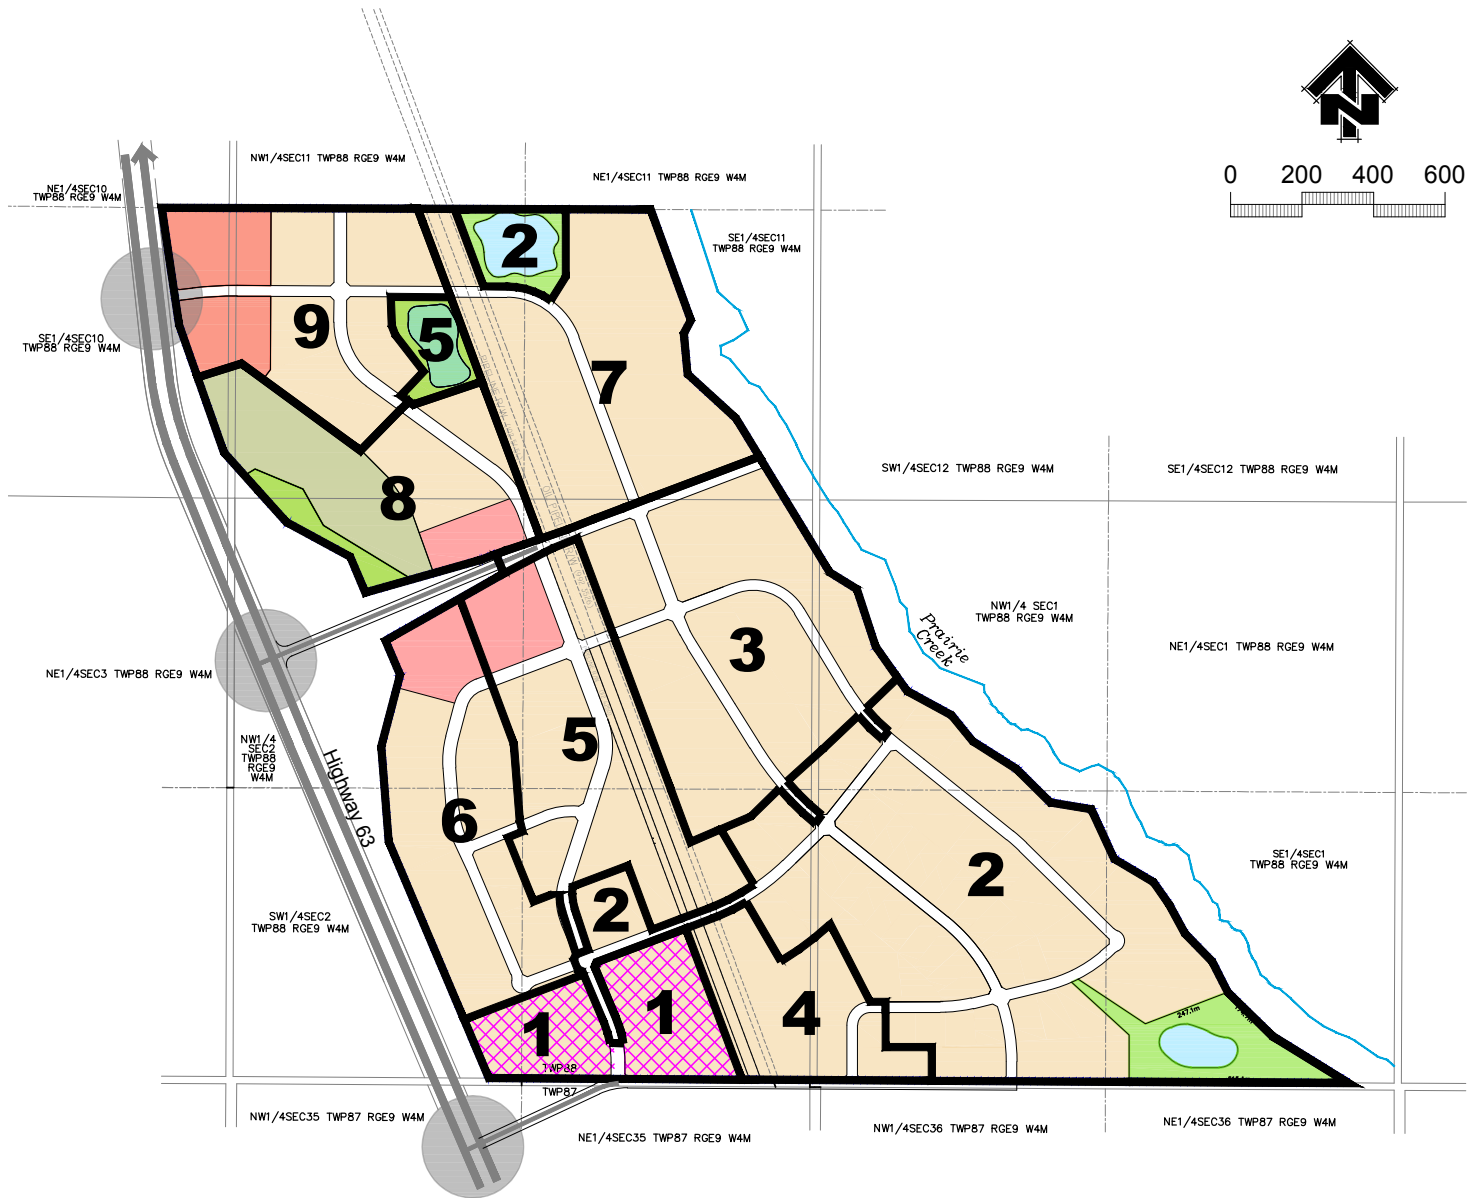 N
0 200 400 600
NW1/4SEC11 TWP88 RGE9 W4M
NE1/4SEC11 TWP88 RGE9 W4M
NE1/4SEC10
TWP88 RGE9 W4M
SE1/4SEC11
TWP88 RGE9 W4M
2
9
5
SE1/4SEC10
TWP88 RGE9 W4M
7
SW1/4SEC12 TWP88 RGE9 W4M
SE1/4SEC12 TWP88 RGE9 W4M
8
NW1/4 SEC1
TWP88 RGE9 W4M
Prairie
Creek
3
NE1/4SEC1 TWP88 RGE9 W4M
NE1/4SEC3 TWP88 RGE9 W4M
NW1/4
SEC2
TWP88
RGE9
W4M
Highway 63
5
6
2
SE1/4SEC1
TWP88 RGE9 W4M
2
SW1/4SEC2
TWP88 RGE9 W4M
1
1
4
247.1m
TWP88
TWP87
NW1/4SEC35 TWP87 RGE9 W4M
NE1/4SEC35 TWP87 RGE9 W4M
NW1/4SEC36 TWP87 RGE9 W4M
NE1/4SEC36 TWP87 RGE9 W4M